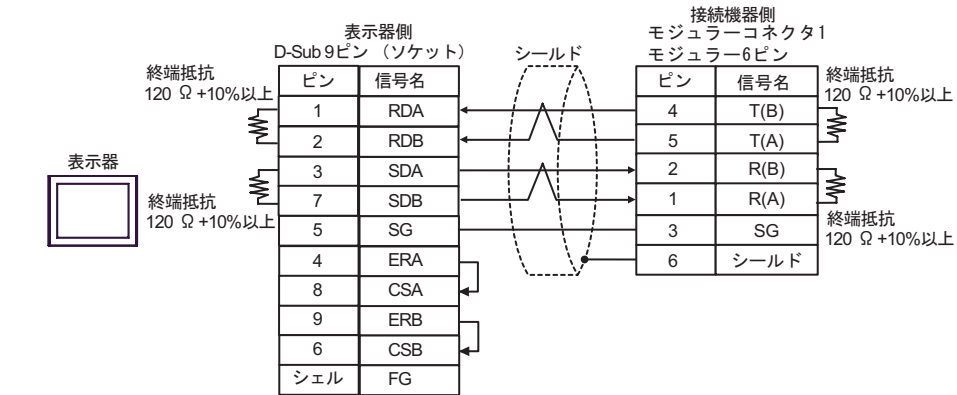 表示器側
D-Sub 9ピン （ソケット）
シールド
接続機器側
モジュラーコネクタ1
モジュラー6ピン
終端抵抗
120 Ω +10%以上
ピン 信号名
1 RDA
2 RDB
3 SDA
7 SDB
5 SG
4 ERA
8 CSA
9 ERB
6 CSB
シェル FG
表示器
終端抵抗
120 Ω +10%以上
ピン 信号名
4 T(B)
5 T(A)
2 R(B)
1 R(A)
3 SG
6 シールド
終端抵抗
120 Ω +10%以上
終端抵抗
120 Ω +10%以上